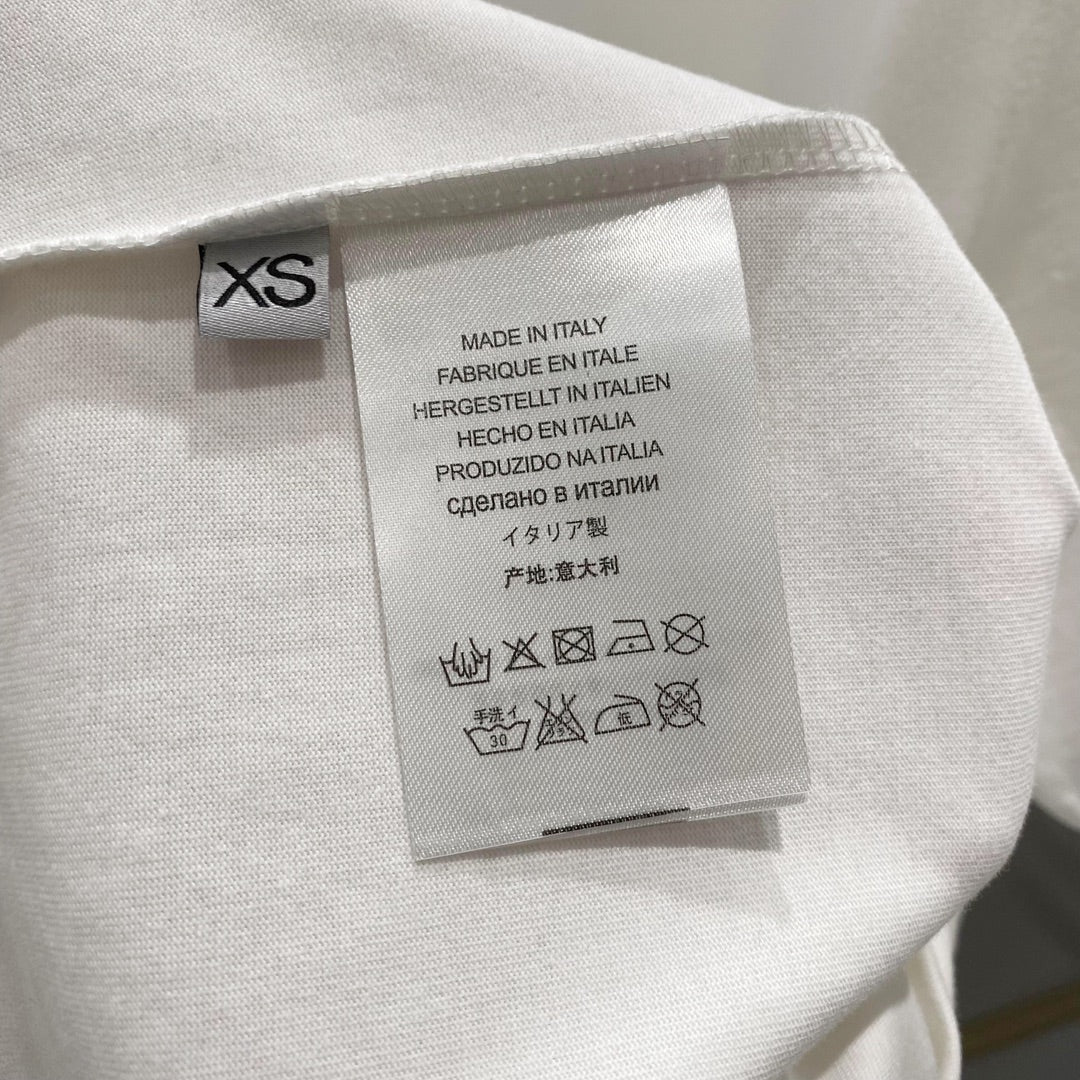 XS
MADE IN ITALY
FABRIQUE EN ITALE
HERGESTELLT IN ITALIEN
HECHO EN ITALIA
PRODUZIDO NA ITALIA
сделано в италии
イタリア製
产地:意大利
手洗イ
30
低